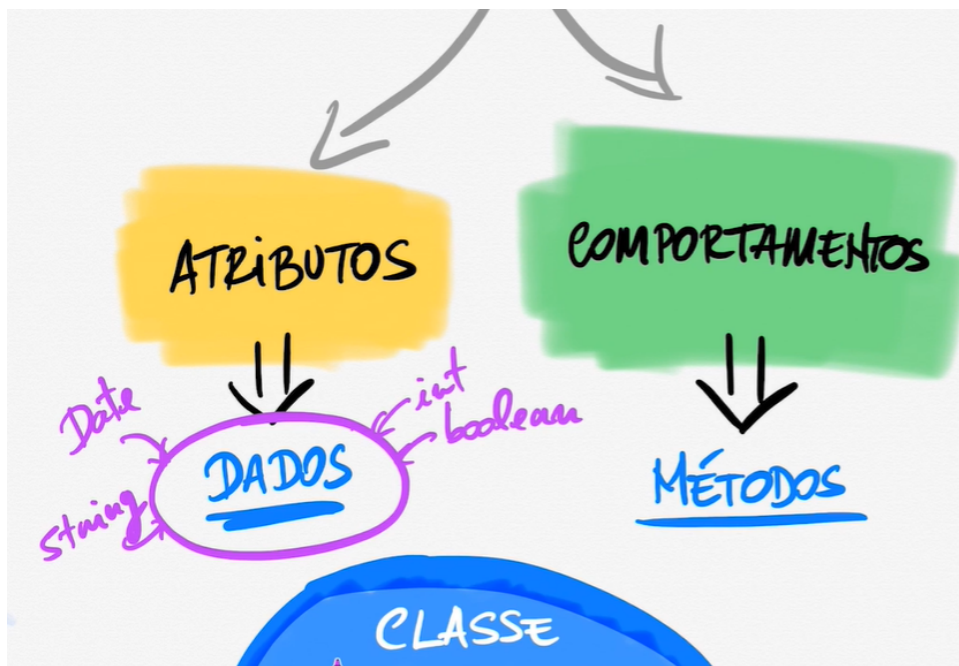 ATRIBUTOS
COMPORTAMENTOS
Date
int
boolean
DADOS
string
MÉTODOS
CLASSE